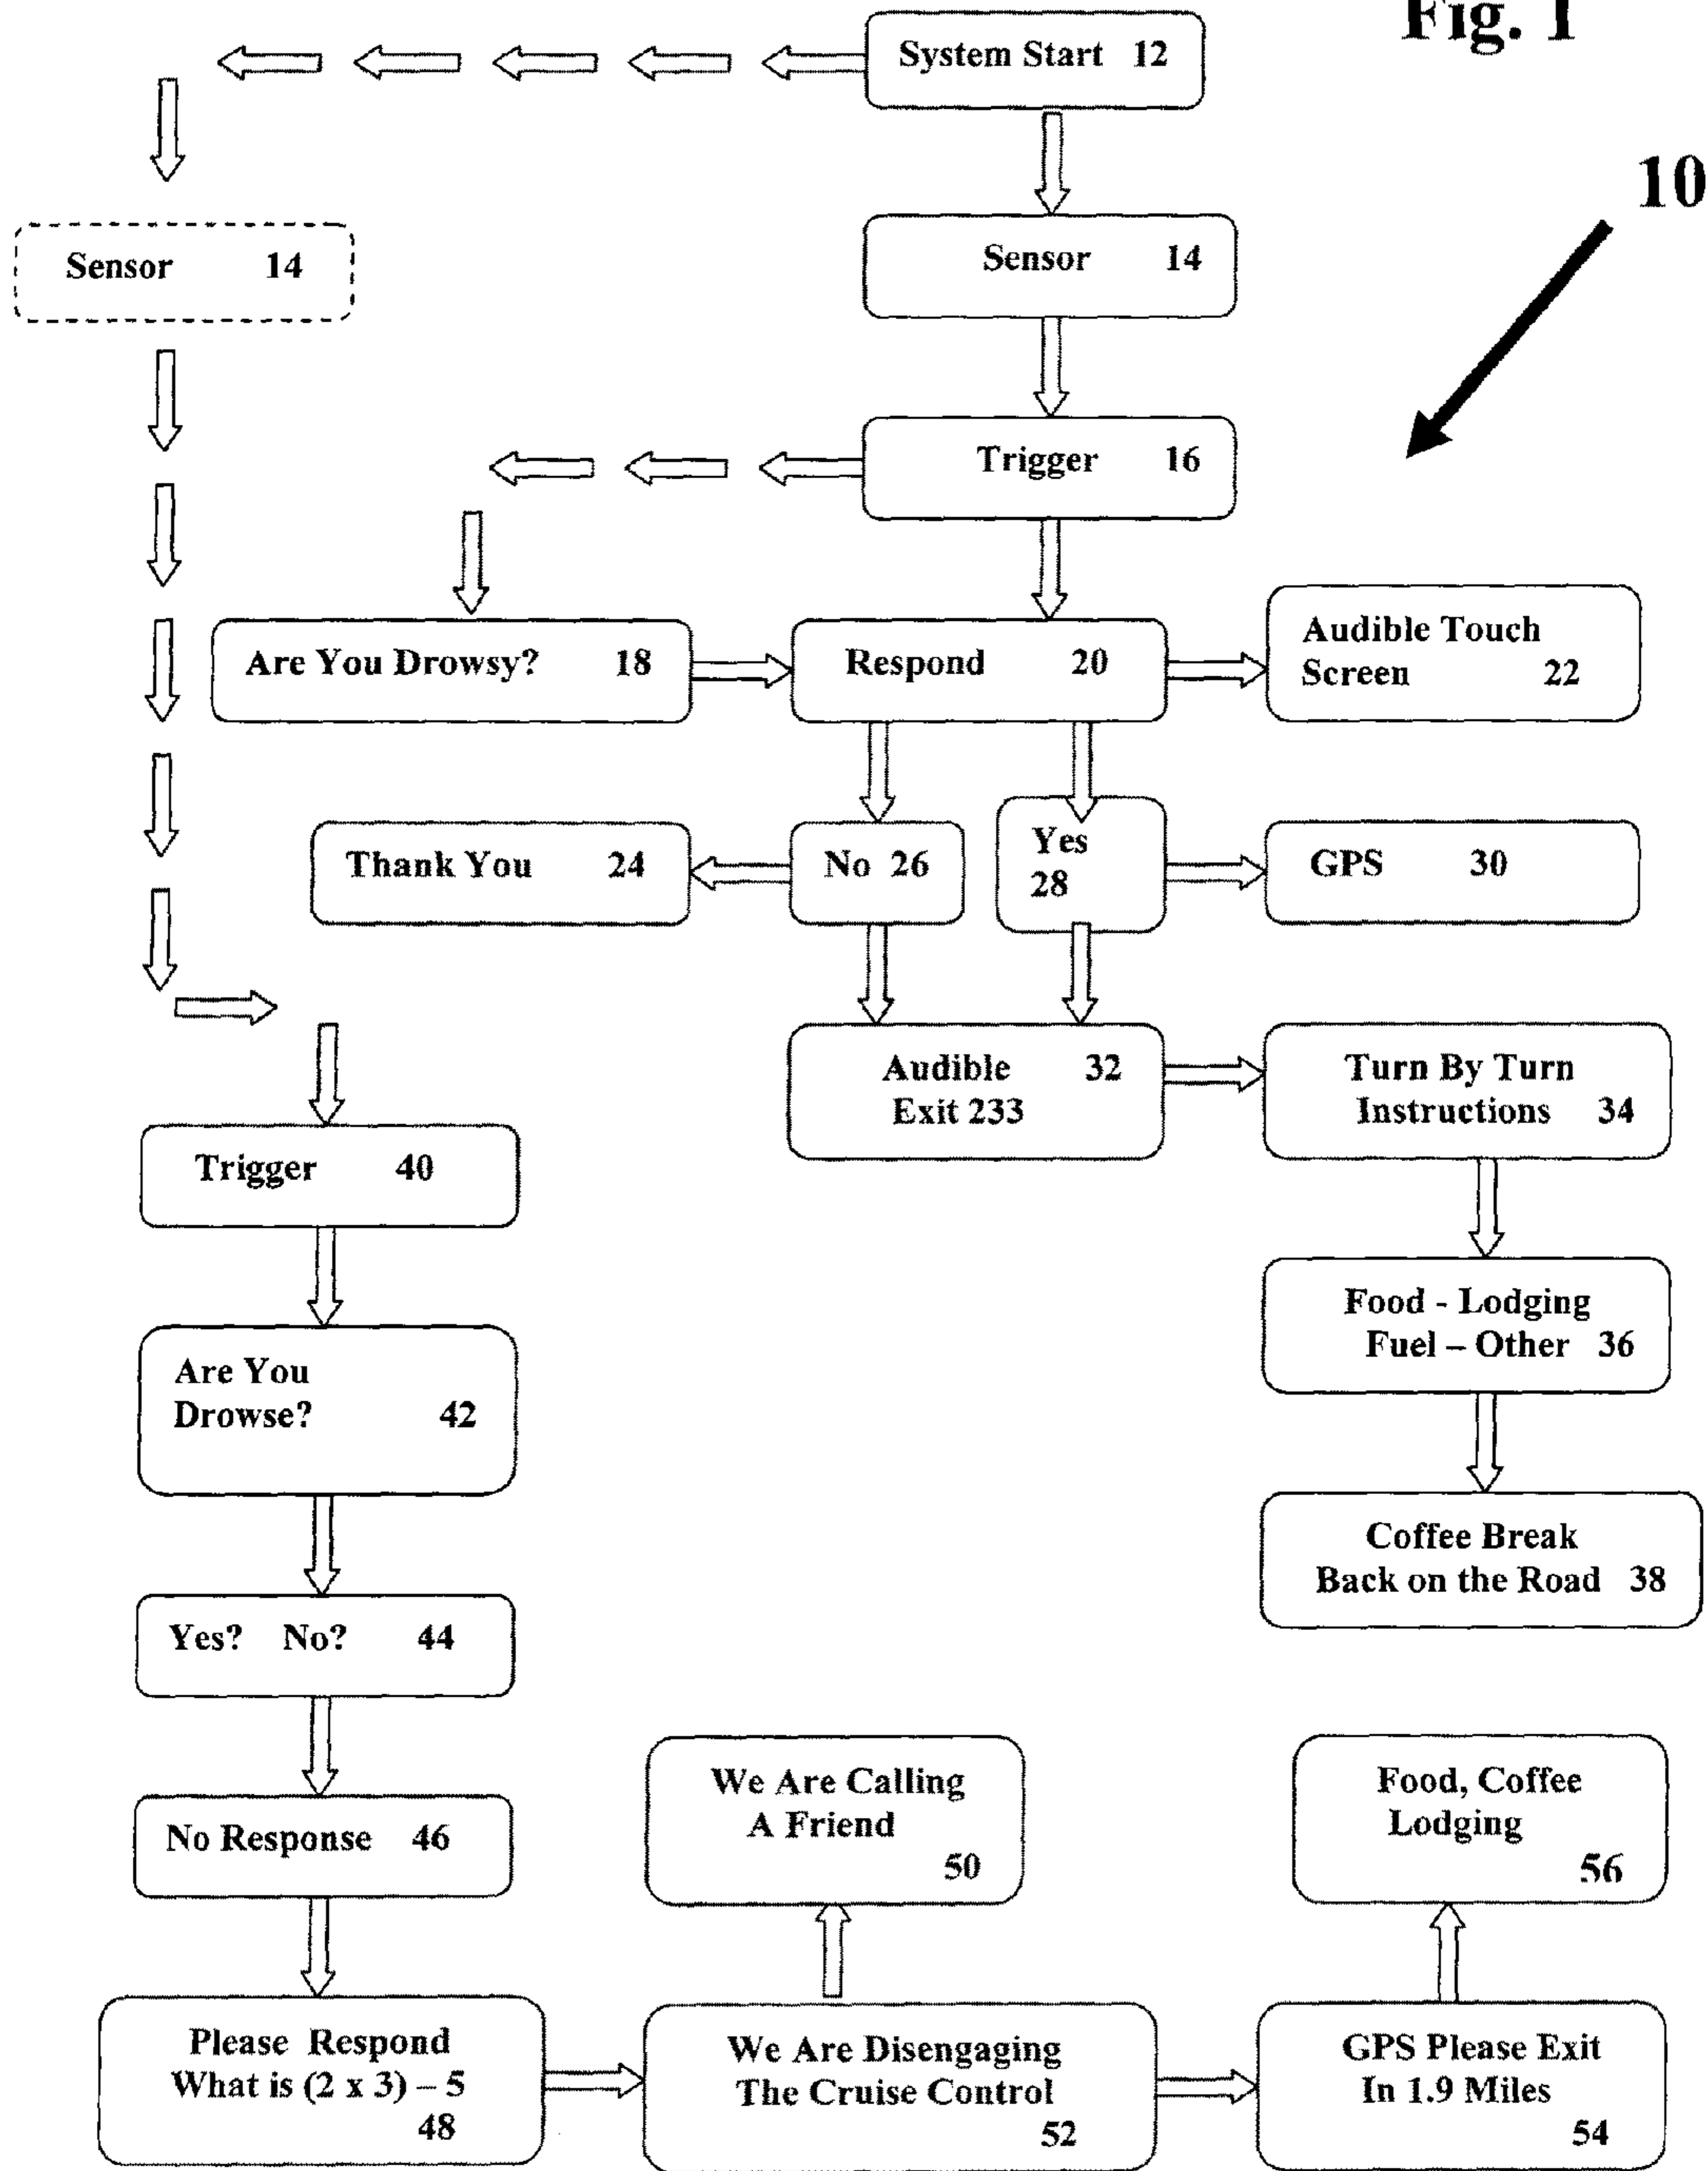 Fig. 1
System Start 12
10
Sensor 14
Sensor 14
Trigger 16
Are You Drowsy? 18
Respond 20
Audible Touch
Screen 22
Thank You 24
No 26
Yes
28
GPS 30
Audible 32
Exit 233
Turn By Turn
Instructions 34
Trigger 40
Food - Lodging
Fuel – Other 36
Are You
Drowse? 42
Coffee Break
Back on the Road 38
Yes? No? 44
No Response 46
We Are Calling
A Friend
50
Food, Coffee
Lodging
56
Please Respond
What is (2 x 3) – 5
48
We Are Disengaging
The Cruise Control
52
GPS Please Exit
In 1.9 Miles
54